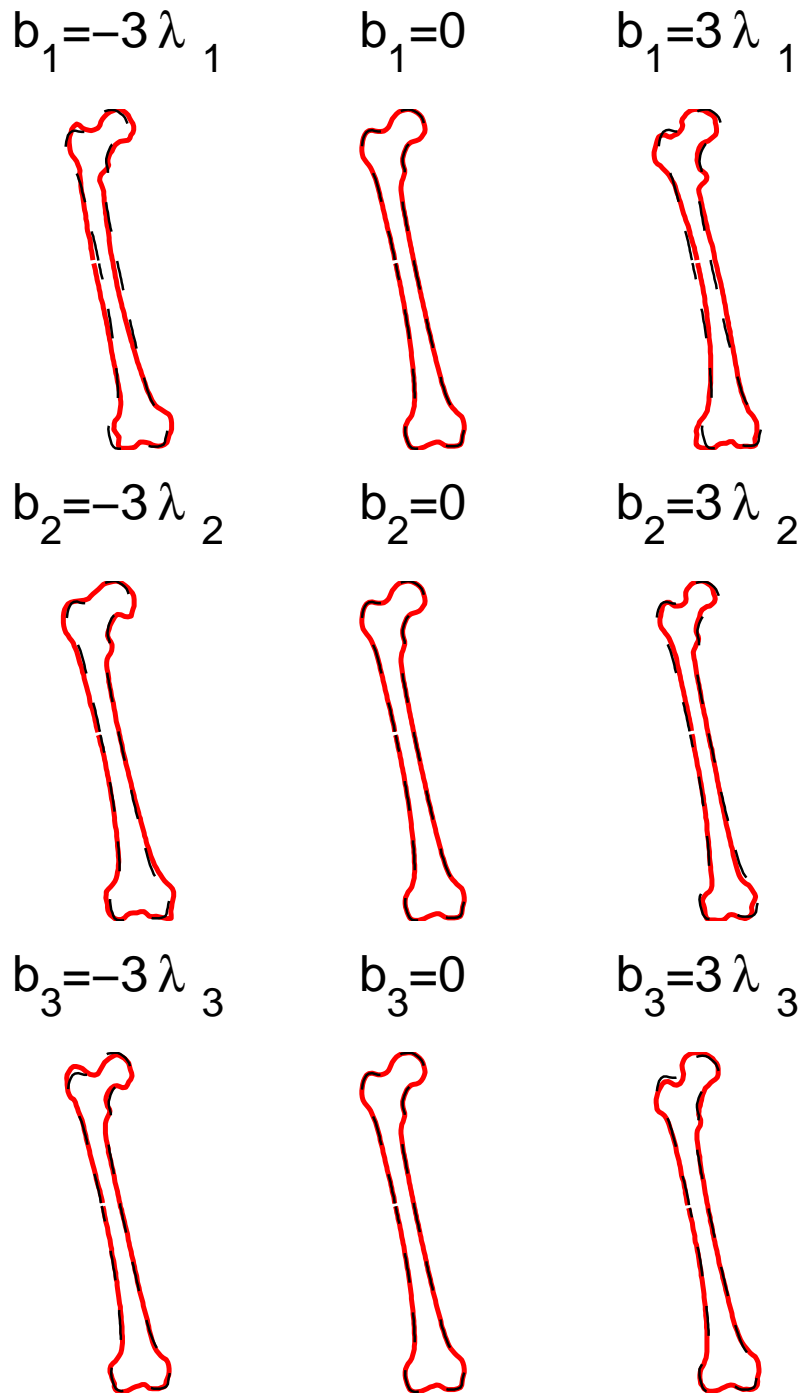 b₁=−3 λ ₁ b₁=0 b₁=3 λ ₁
b₂=−3 λ ₂ b₂=0 b₂=3 λ ₂
b₃=−3 λ ₃ b₃=0 b₃=3 λ ₃